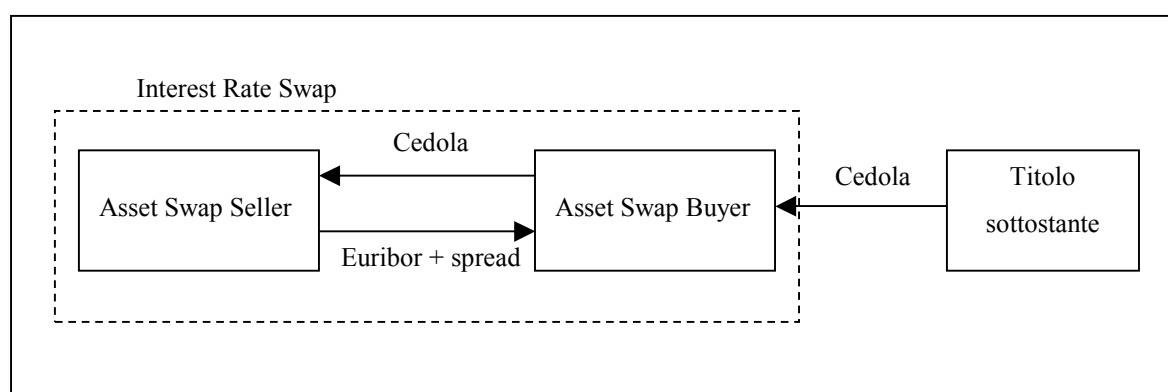 Interest Rate Swap
Cedola
Asset Swap Seller
Asset Swap Buyer
Euribor + spread
Cedola
Titolo
sottostante